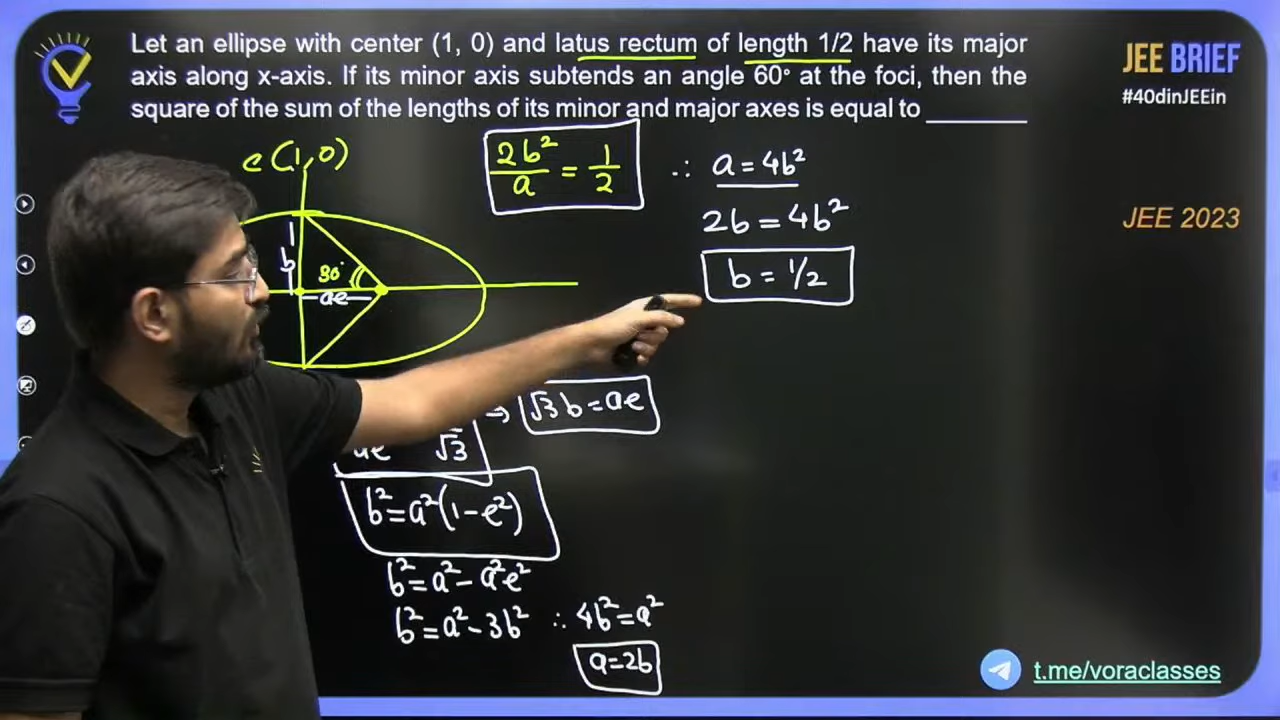 Let an ellipse with center (1, 0) and latus rectum of length 1/2 have its major
axis along x-axis. If its minor axis subtends an angle 60° at the foci, then the
square of the sum of the lengths of its minor and major axes is equal to ________
JEE BRIEF
#40dinJEEin
JEE 2023
c(1,0)
2b²/a = 1/2
∴ a = 4b²
2b = 4b²
b = 1/2
b
30°
ae
⇒ √3 b = ae
ae √3
b² = a²(1 - e²)
b² = a² - a²e²
b² = a² - 3b² ∴ 4b² = a²
a = 2b
t.me/voraclasses